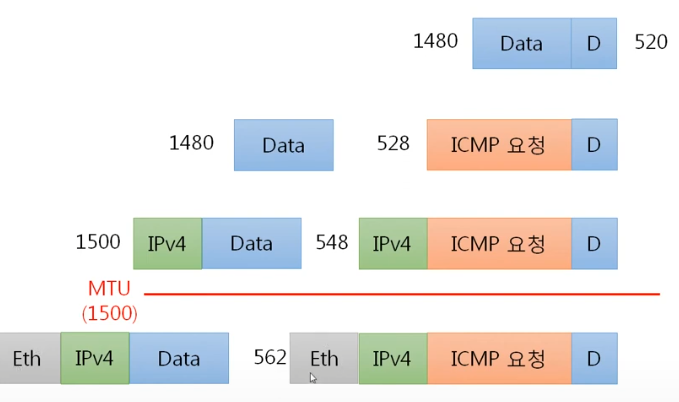 1480 Data D 520
1480 Data 528 ICMP 요청 D
1500 IPv4 Data 548 IPv4 ICMP 요청 D
MTU
(1500)
Eth IPv4 Data 562 Eth IPv4 ICMP 요청 D